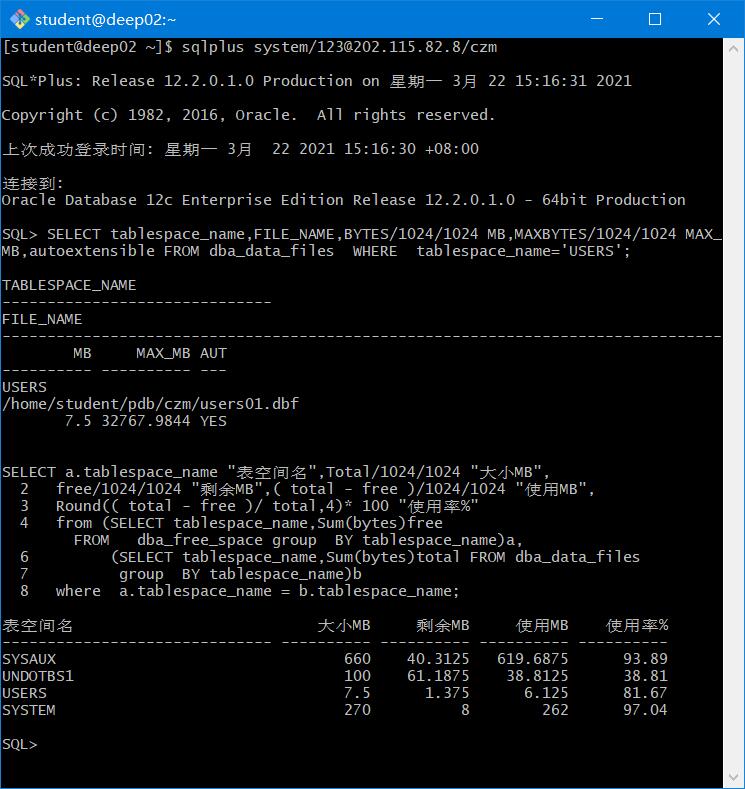 student@deep02:~
[student@deep02 ~]$ sqlplus system/123@202.115.82.8/czm
SQL*Plus: Release 12.2.0.1.0 Production on 星期一 3月 22 15:16:31 2021
Copyright (c) 1982, 2016, Oracle.  All rights reserved.
上次成功登录时间: 星期一 3月  22 2021 15:16:30 +08:00
连接到:
Oracle Database 12c Enterprise Edition Release 12.2.0.1.0 - 64bit Production
SQL> SELECT tablespace_name,FILE_NAME,BYTES/1024/1024 MB,MAXBYTES/1024/1024 MAX_
MB,autoextensible FROM dba_data_files  WHERE  tablespace_name='USERS';
TABLESPACE_NAME
------------------------------
FILE_NAME
--------------------------------------------------------------------------------
        MB     MAX_MB AUT
---------- ---------- ---
USERS
/home/student/pdb/czm/users01.dbf
       7.5 32767.9844 YES
SELECT a.tablespace_name "表空间名",Total/1024/1024 "大小MB",
  2   free/1024/1024 "剩余MB",( total - free )/1024/1024 "使用MB",
  3   Round(( total - free )/ total,4)* 100 "使用率%"
  4   from (SELECT tablespace_name,Sum(bytes)free
        FROM   dba_free_space group  BY tablespace_name)a,
  6         (SELECT tablespace_name,Sum(bytes)total FROM dba_data_files
  7          group  BY tablespace_name)b
  8   where  a.tablespace_name = b.tablespace_name;
表空间名                           大小MB     剩余MB     使用MB    使用率%
------------------------------ ---------- ---------- ---------- ----------
SYSAUX                                660    40.3125   619.6875      93.89
UNDOTBS1                              100    61.1875    38.8125      38.81
USERS                                 7.5      1.375      6.125      81.67
SYSTEM                                270          8        262      97.04
SQL>